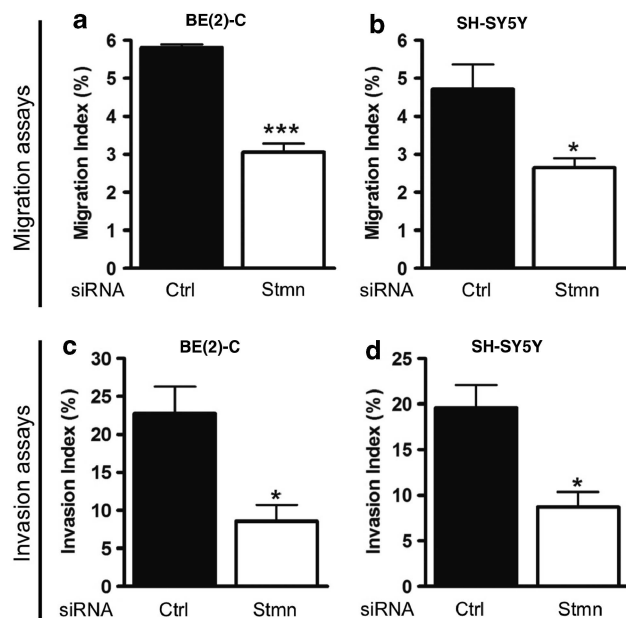 Migration assays
a
BE(2)-C
Migration Index (%)
6
5
4
3
2
1
0
***
siRNA Ctrl Stmn
b
SH-SY5Y
Migration Index (%)
6
5
4
3
2
1
0
*
siRNA Ctrl Stmn
Invasion assays
c
BE(2)-C
Invasion Index (%)
30
25
20
15
10
5
0
*
siRNA Ctrl Stmn
d
SH-SY5Y
Invasion Index (%)
25
20
15
10
5
0
*
siRNA Ctrl Stmn